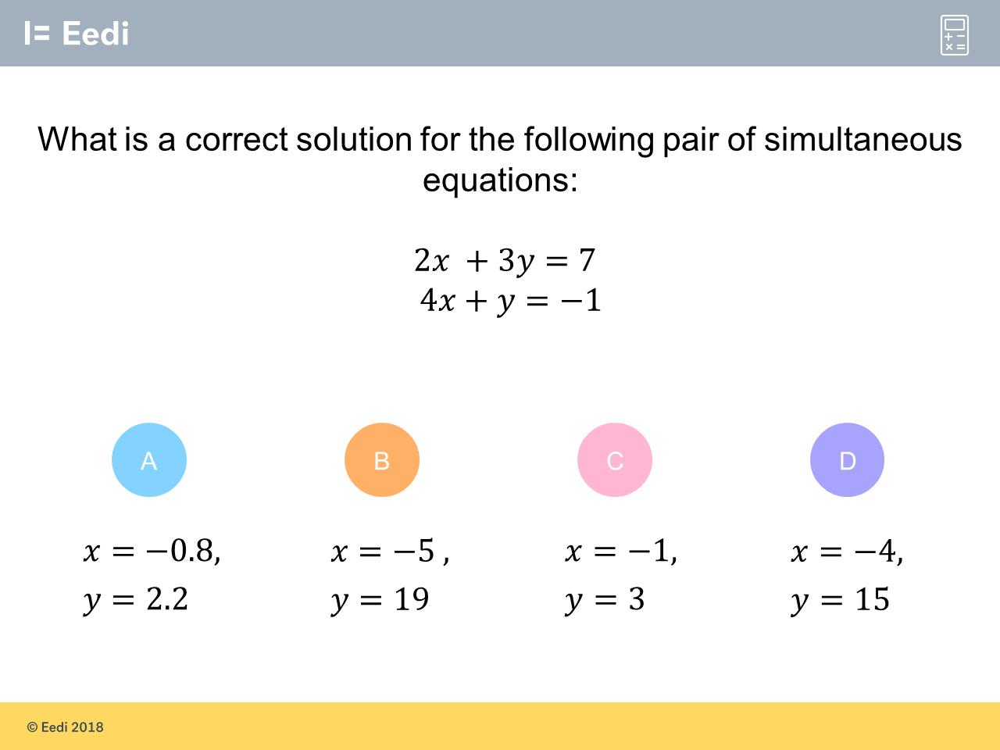 Eedi
What is a correct solution for the following pair of simultaneous
equations:
2x + 3y = 7
4x + y = −1
A
B
C
D
x = −0.8,
y = 2.2
x = −5 ,
y = 19
x = −1,
y = 3
x = −4,
y = 15
© Eedi 2018